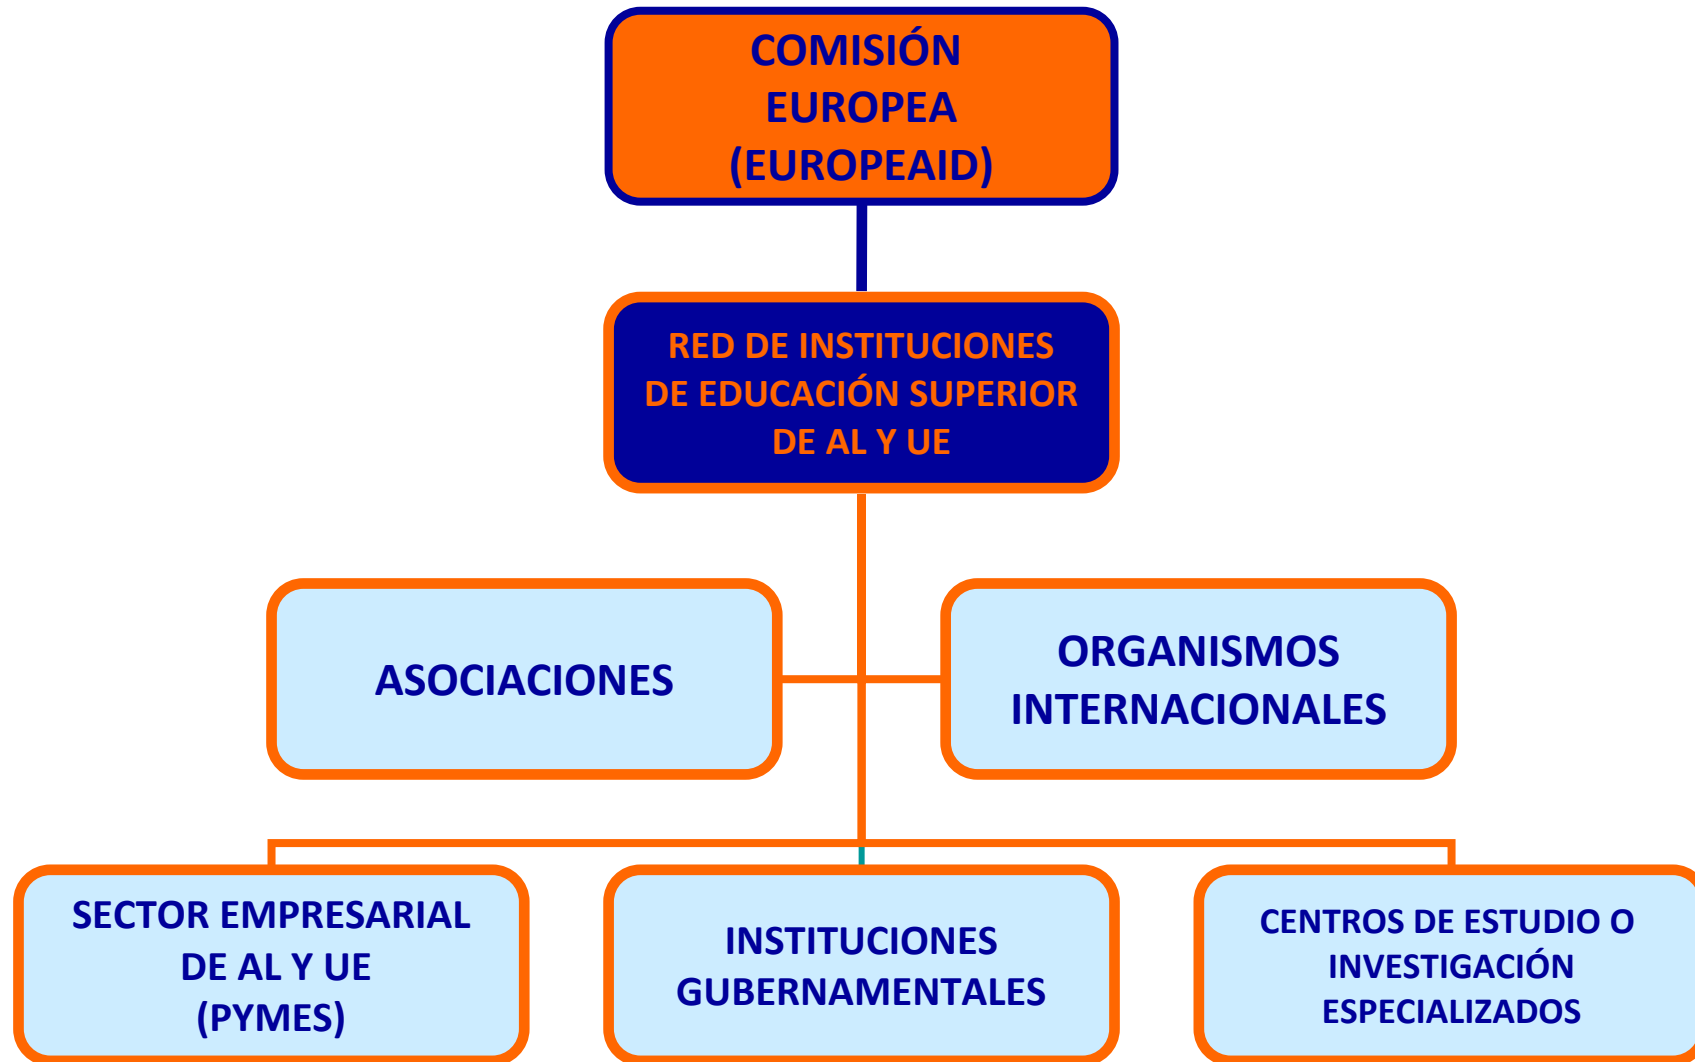 COMISIÓN
EUROPEA
(EUROPEAID)
RED DE INSTITUCIONES
DE EDUCACIÓN SUPERIOR
DE AL Y UE
ASOCIACIONES
ORGANISMOS
INTERNACIONALES
SECTOR EMPRESARIAL
DE AL Y UE
(PYMES)
INSTITUCIONES
GUBERNAMENTALES
CENTROS DE ESTUDIO O
INVESTIGACIÓN
ESPECIALIZADOS